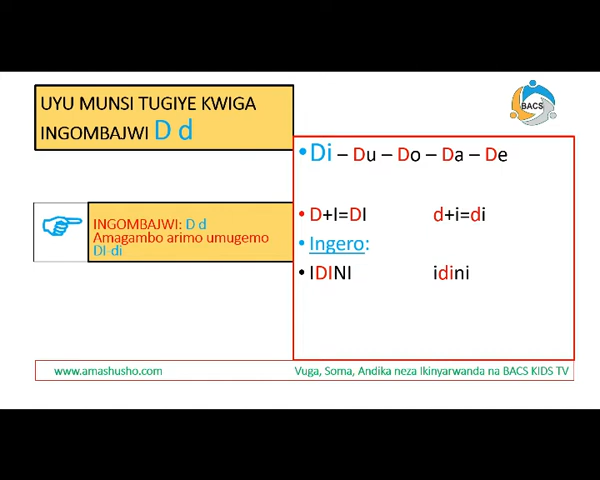 UYU MUNSI TUGIYE KWIGA
INGOMBAJWI D d
BACS
•Di – Du – Do – Da – De
INGOMBAJWI: D d
Amagambo arimo umugemo
DI-di
•D+I=DI d+i=di
•Ingero:
•IDINI idini
www.amashusho.com
Vuga, Soma, Andika neza Ikinyarwanda na BACS KIDS TV